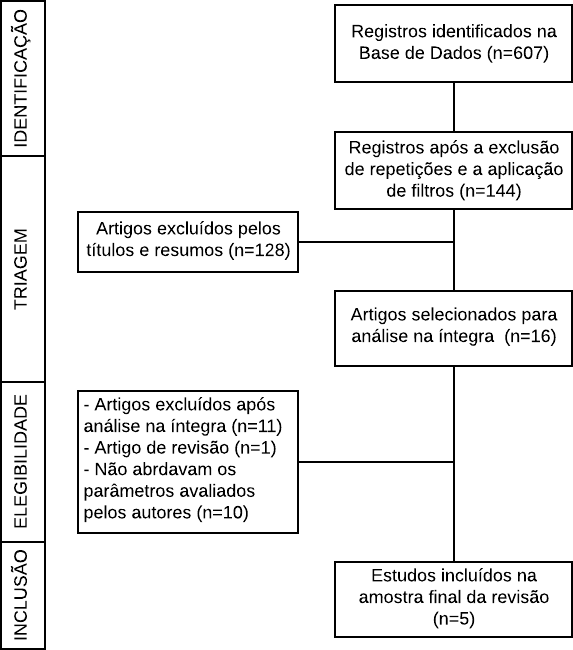 IDENTIFICAÇÃO
Registros identificados na
Base de Dados (n=607)
Registros após a exclusão
de repetições e a aplicação
de filtros (n=144)
TRIAGEM
Artigos excluídos pelos
títulos e resumos (n=128)
Artigos selecionados para
análise na íntegra (n=16)
ELEGIBILIDADE
- Artigos excluídos após
análise na íntegra (n=11)
- Artigo de revisão (n=1)
- Não abrdavam os
parâmetros avaliados
pelos autores (n=10)
INCLUSÃO
Estudos incluídos na
amostra final da revisão
(n=5)